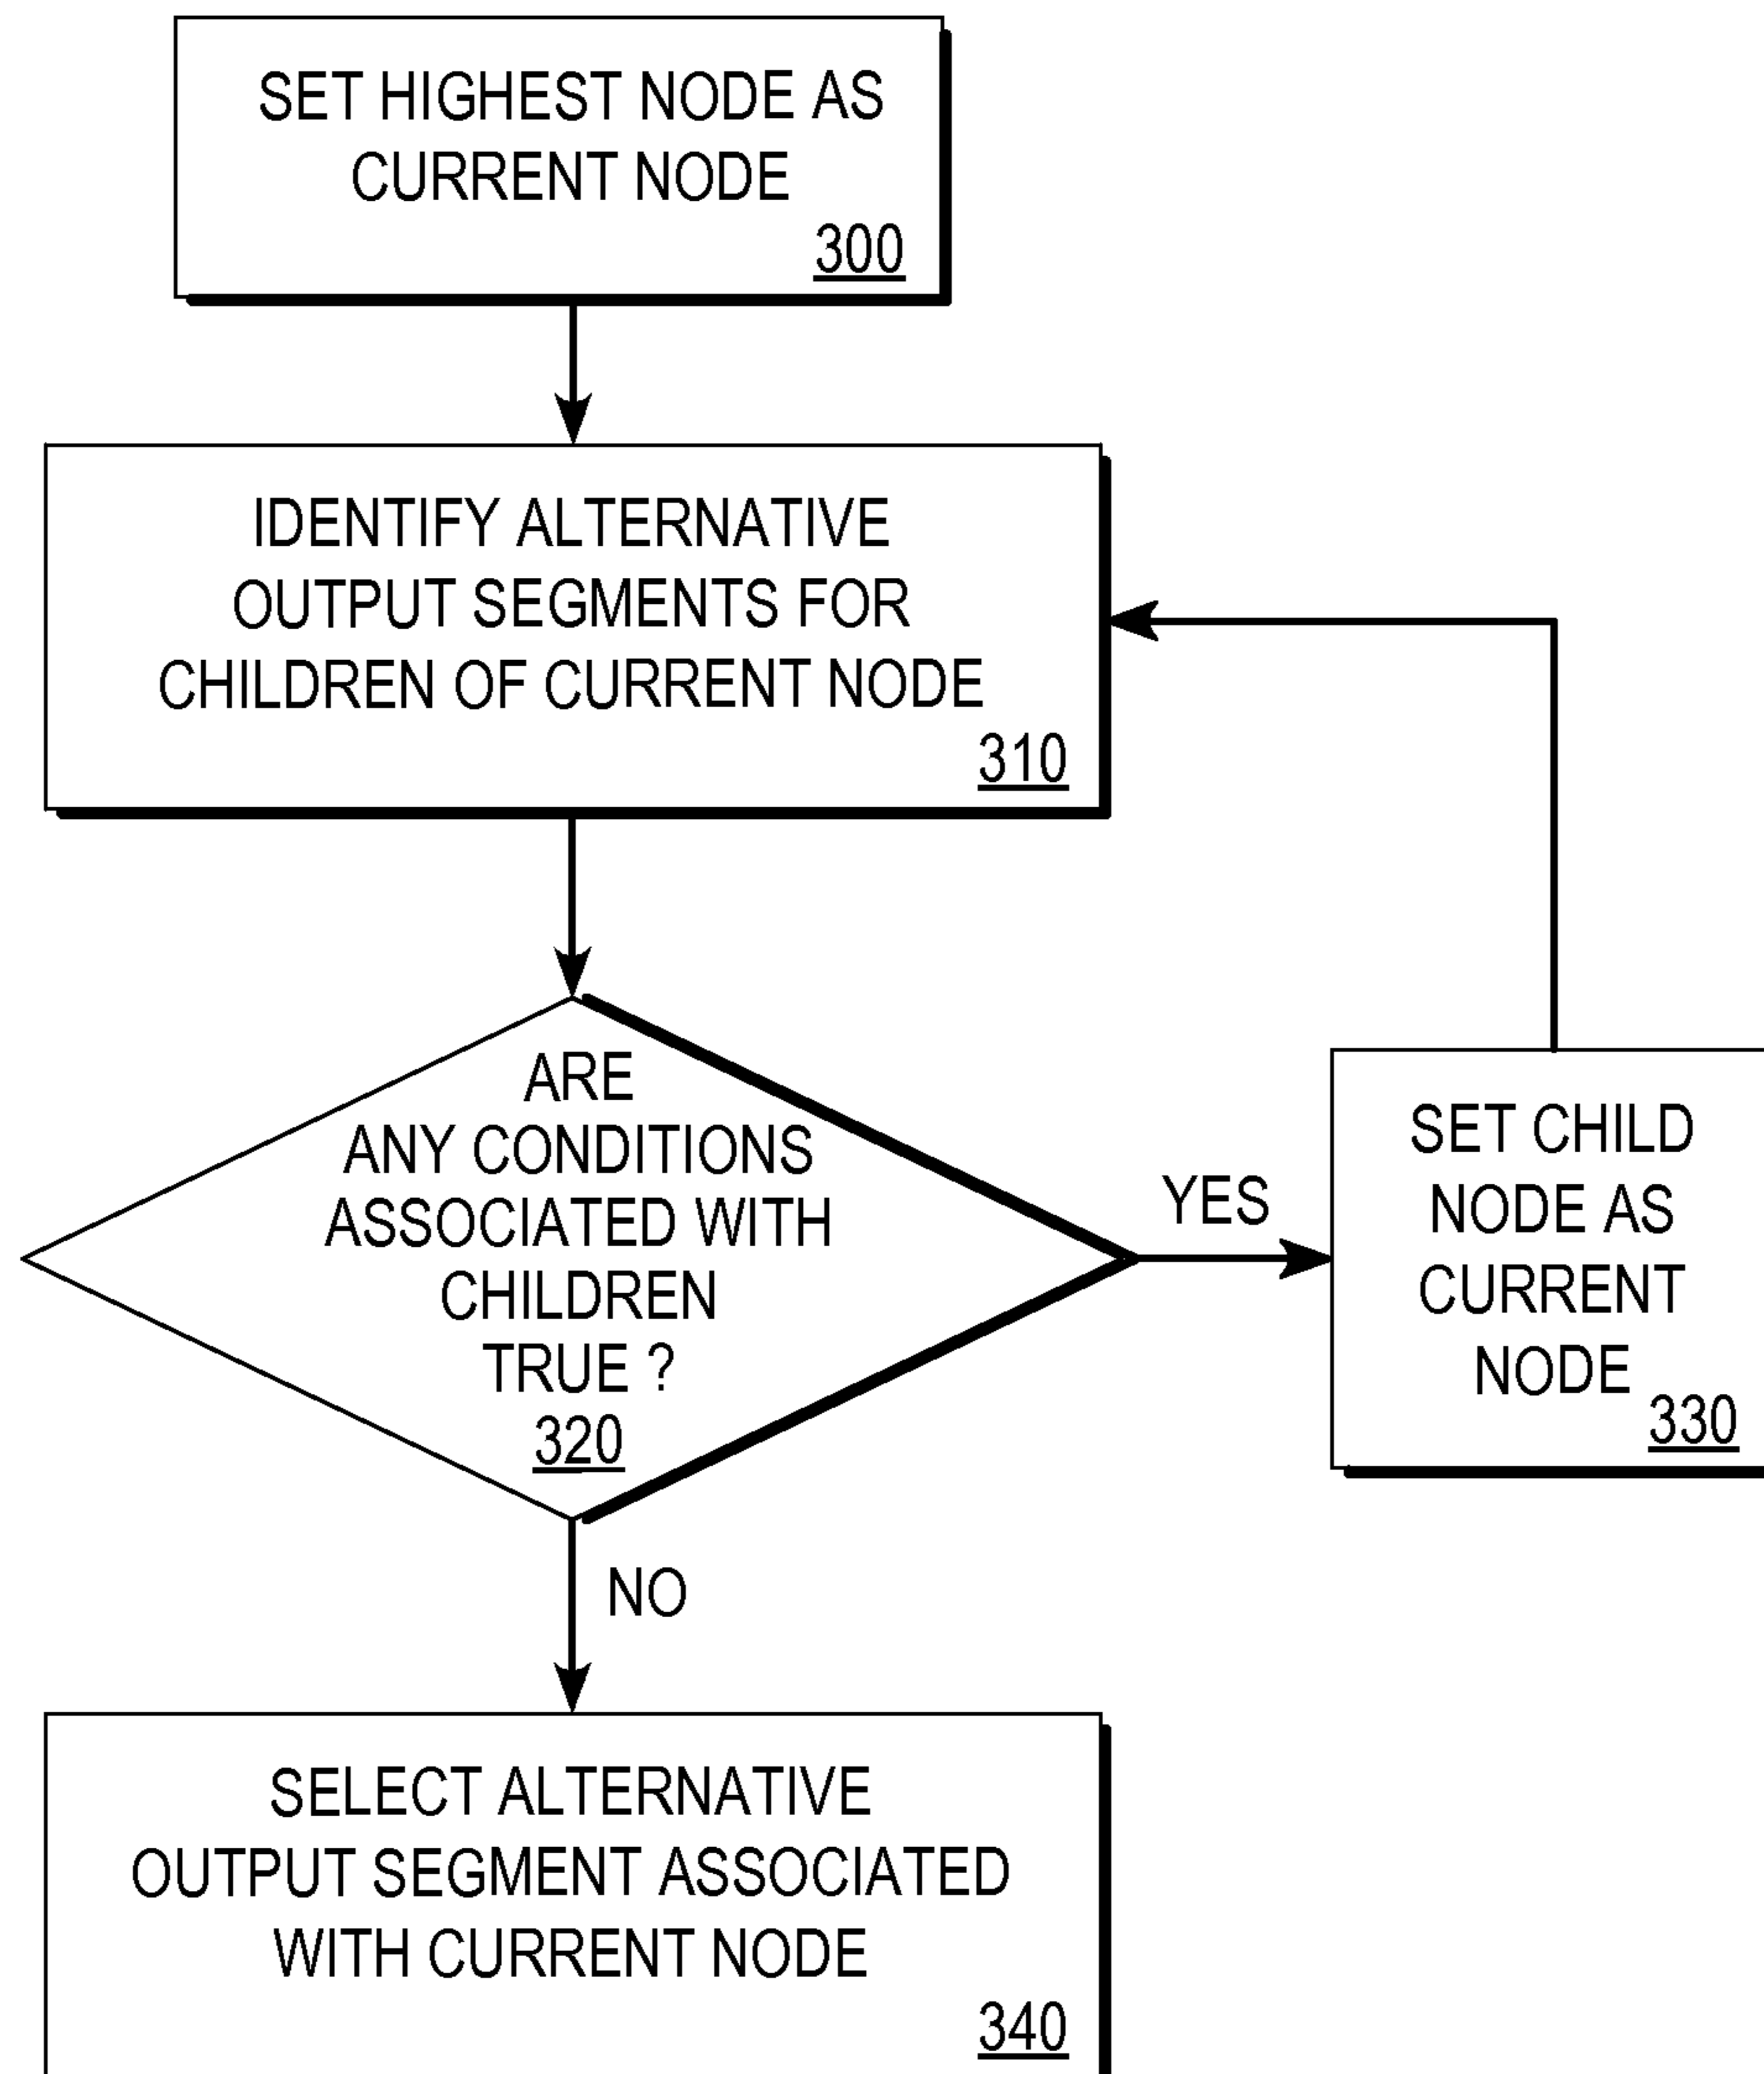 SET HIGHEST NODE AS
CURRENT NODE
300
IDENTIFY ALTERNATIVE
OUTPUT SEGMENTS FOR
CHILDREN OF CURRENT NODE
310
ARE
ANY CONDITIONS
ASSOCIATED WITH
CHILDREN
TRUE ?
320
YES
SET CHILD
NODE AS
CURRENT
NODE
330
NO
SELECT ALTERNATIVE
OUTPUT SEGMENT ASSOCIATED
WITH CURRENT NODE
340